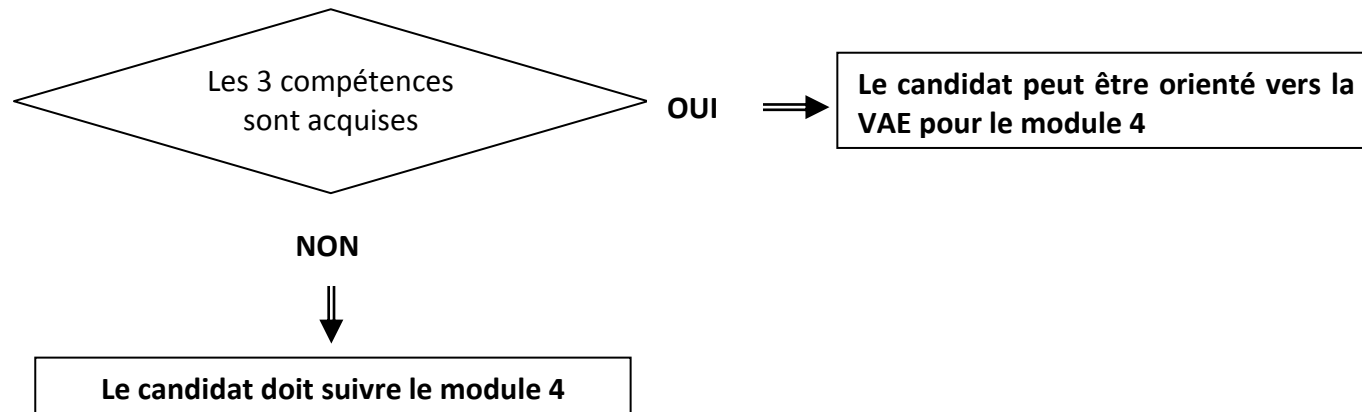 Les 3 compétences
sont acquises
OUI
Le candidat peut être orienté vers la
VAE pour le module 4
NON
Le candidat doit suivre le module 4